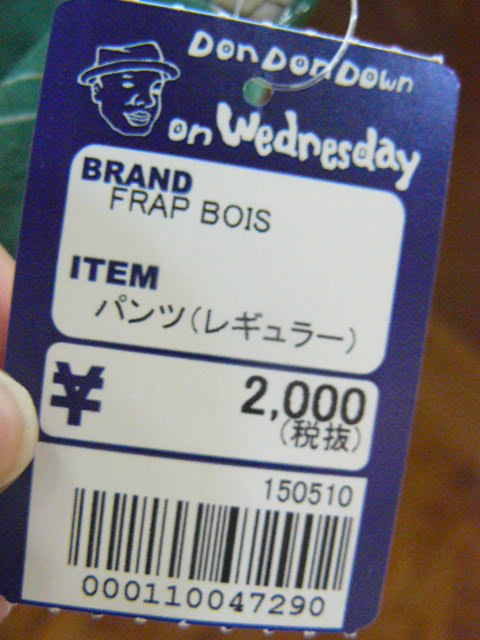 Don Don Down
on Wednesday
BRAND
FRAP BOIS
ITEM
パンツ(レギュラー)
¥ 2,000
(税抜)
150510
000110047290